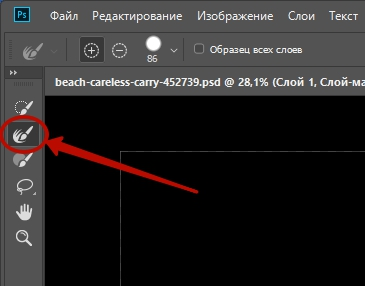 Ps Файл Редактирование Изображение Слои Текст
86 Образец всех слоев
beach-careless-carry-452739.psd @ 28,1% (Слой 1, Слой-ма